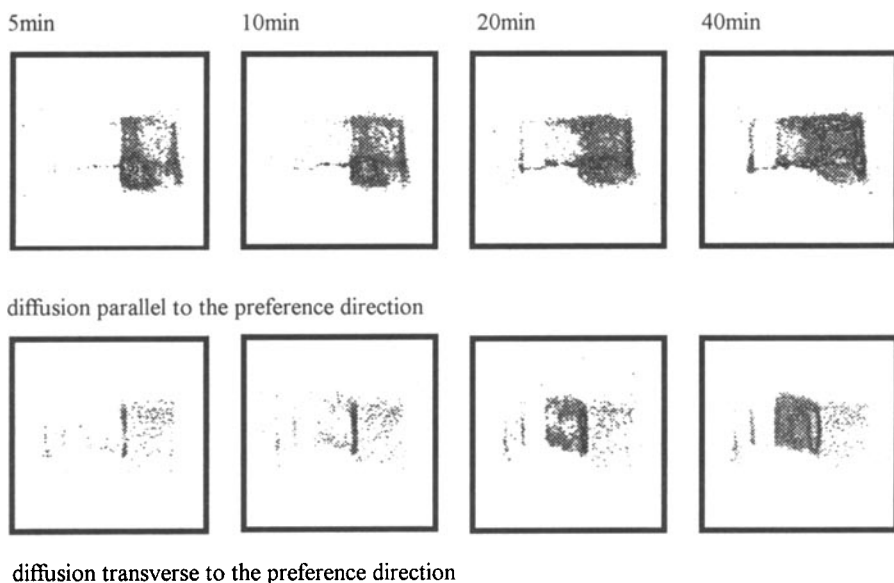 5min 10min 20min 40min
diffusion parallel to the preference direction
diffusion transverse to the preference direction